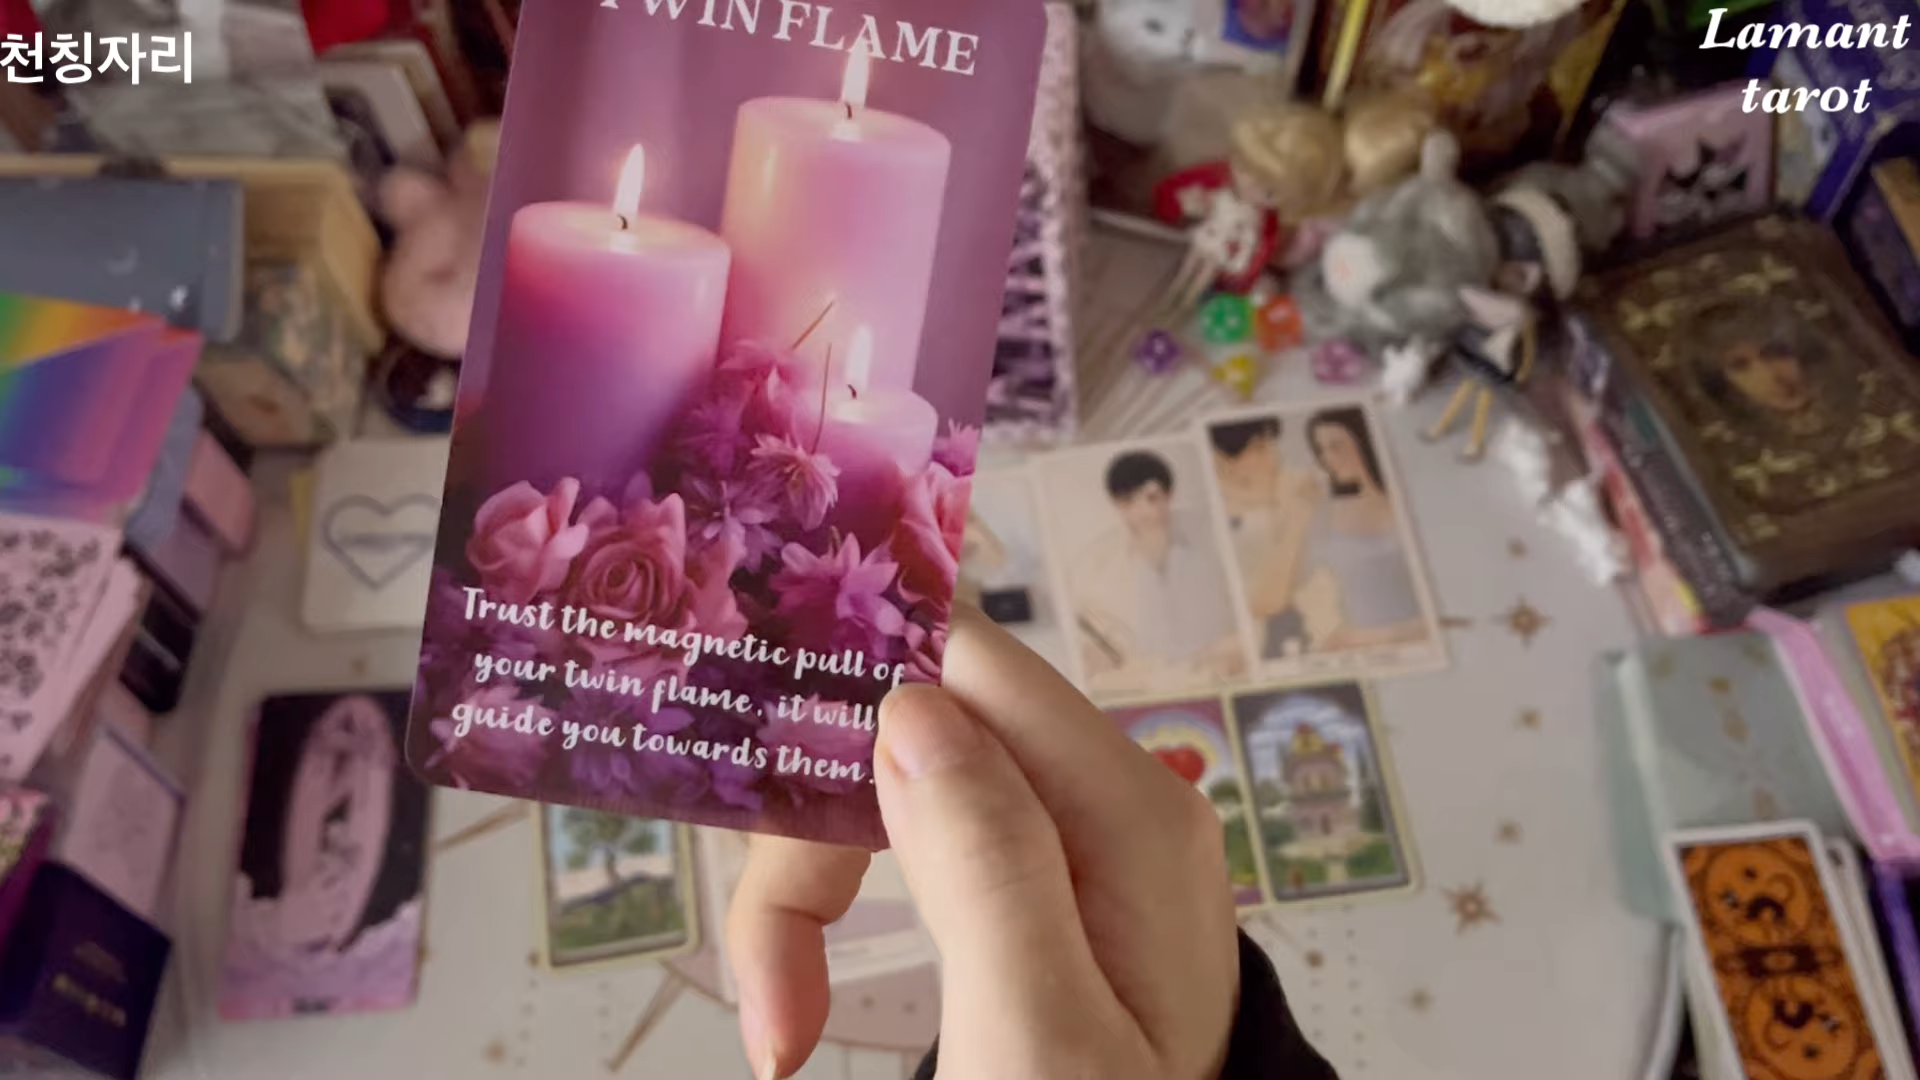 천칭자리
Lamant
tarot
TWIN FLAME
Trust the magnetic pull of
your twin flame, it will
guide you towards them.